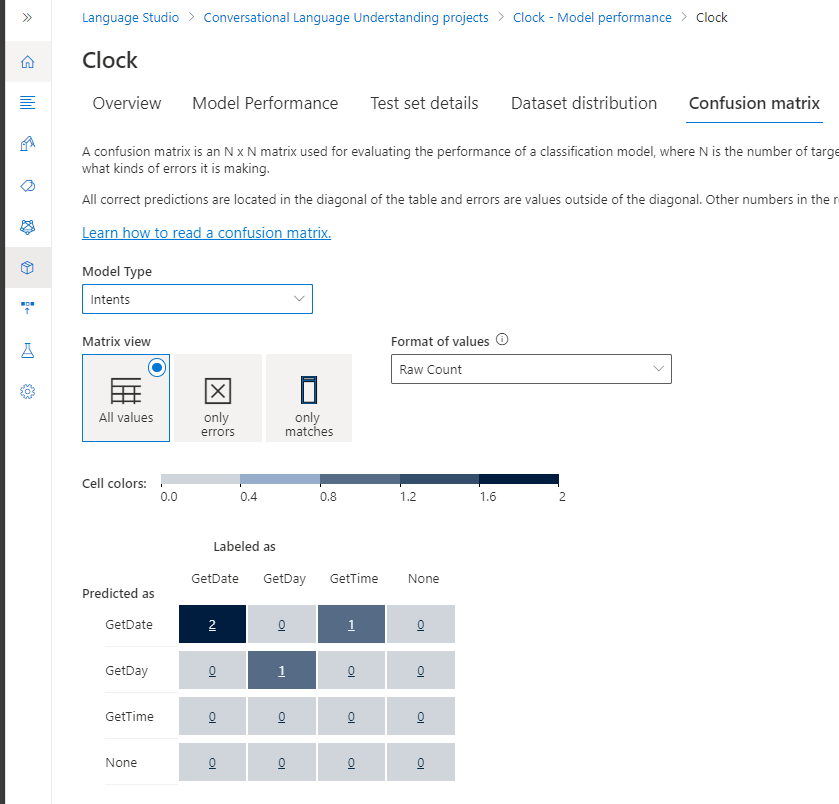 Language Studio > Conversational Language Understanding projects > Clock - Model performance > Clock
Clock
Overview Model Performance Test set details Dataset distribution Confusion matrix
A confusion matrix is an N x N matrix used for evaluating the performance of a classification model, where N is the number of targe
what kinds of errors it is making.
All correct predictions are located in the diagonal of the table and errors are values outside of the diagonal. Other numbers in the r
Learn how to read a confusion matrix.
Model Type
Intents
Matrix view Format of values
Raw Count
All values only errors only matches
Cell colors:
0.0 0.4 0.8 1.2 1.6 2
Labeled as
GetDate GetDay GetTime None
Predicted as
GetDate 2 0 1 0
GetDay 0 1 0 0
GetTime 0 0 0 0
None 0 0 0 0